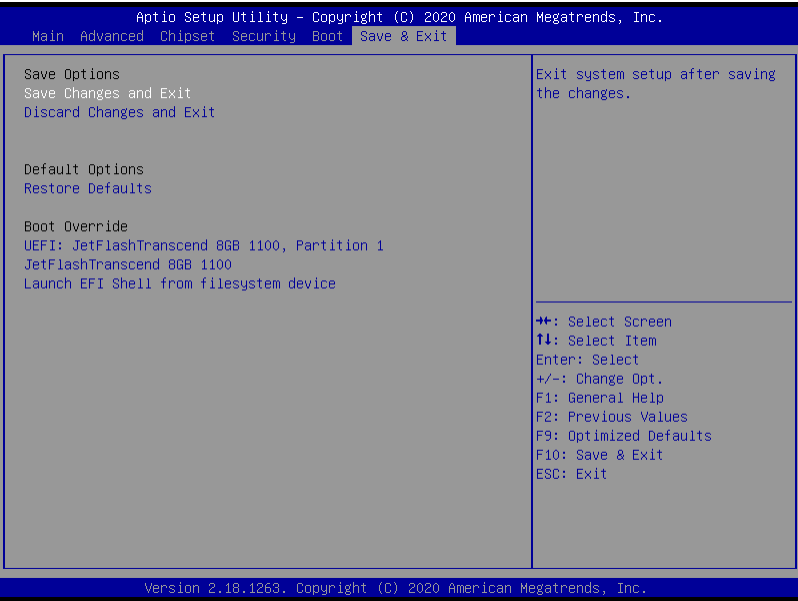 Aptio Setup Utility – Copyright (C) 2020 American Megatrends, Inc.
Main Advanced Chipset Security Boot Save & Exit
Save Options
Save Changes and Exit
Discard Changes and Exit
Default Options
Restore Defaults
Boot Override
UEFI: JetFlashTranscend 8GB 1100, Partition 1
JetFlashTranscend 8GB 1100
Launch EFI Shell from filesystem device
Exit system setup after saving
the changes.
→←: Select Screen
↑↓: Select Item
Enter: Select
+/-: Change Opt.
F1: General Help
F2: Previous Values
F9: Optimized Defaults
F10: Save & Exit
ESC: Exit
Version 2.18.1263. Copyright (C) 2020 American Megatrends, Inc.